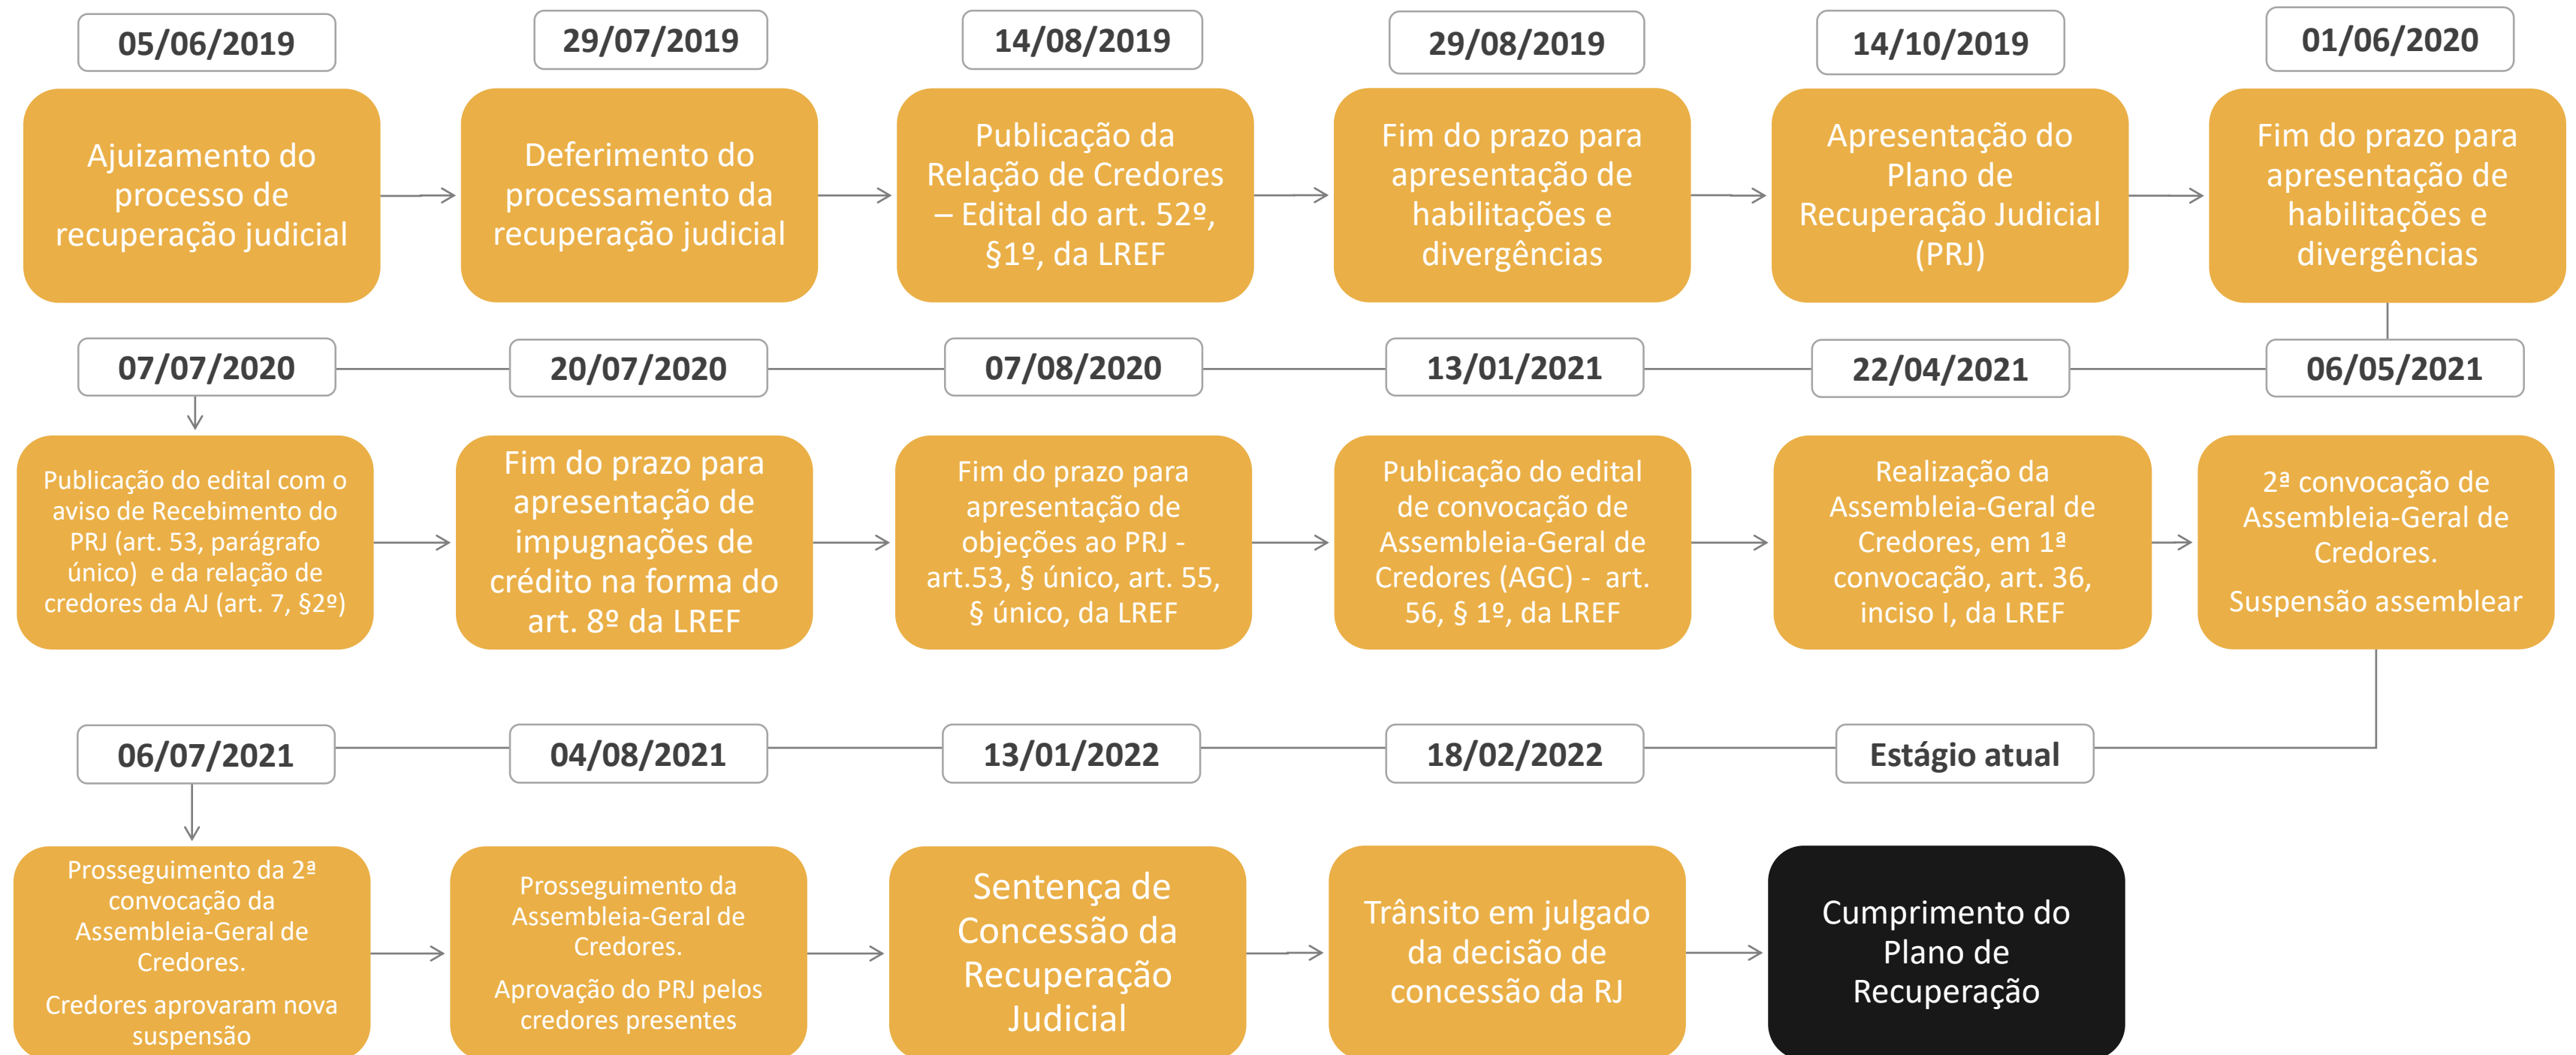 05/06/2019
29/07/2019
14/08/2019
29/08/2019
14/10/2019
01/06/2020
Ajuizamento do
processo de
recuperação judicial
Deferimento do
processamento da
recuperação judicial
Publicação da
Relação de Credores
– Edital do art. 52º,
§1º, da LREF
Fim do prazo para
apresentação de
habilitações e
divergências
Apresentação do
Plano de
Recuperação Judicial
(PRJ)
Fim do prazo para
apresentação de
habilitações e
divergências
07/07/2020
20/07/2020
07/08/2020
13/01/2021
22/04/2021
06/05/2021
Publicação do edital com o
aviso de Recebimento do
PRJ (art. 53, parágrafo
único) e da relação de
credores da AJ (art. 7, §2º)
Fim do prazo para
apresentação de
impugnações de
crédito na forma do
art. 8º da LREF
Fim do prazo para
apresentação de
objeções ao PRJ -
art.53, § único, art. 55,
§ único, da LREF
Publicação do edital
de convocação de
Assembleia-Geral de
Credores (AGC) - art.
56, § 1º, da LREF
Realização da
Assembleia-Geral de
Credores, em 1ª
convocação, art. 36,
inciso I, da LREF
2ª convocação de
Assembleia-Geral de
Credores.
Suspensão assemblear
06/07/2021
04/08/2021
13/01/2022
18/02/2022
Estágio atual
Prosseguimento da 2ª
convocação da
Assembleia-Geral de
Credores.
Credores aprovaram nova
suspensão
Prosseguimento da
Assembleia-Geral de
Credores.
Aprovação do PRJ pelos
credores presentes
Sentença de
Concessão da
Recuperação
Judicial
Trânsito em julgado
da decisão de
concessão da RJ
Cumprimento do
Plano de
Recuperação